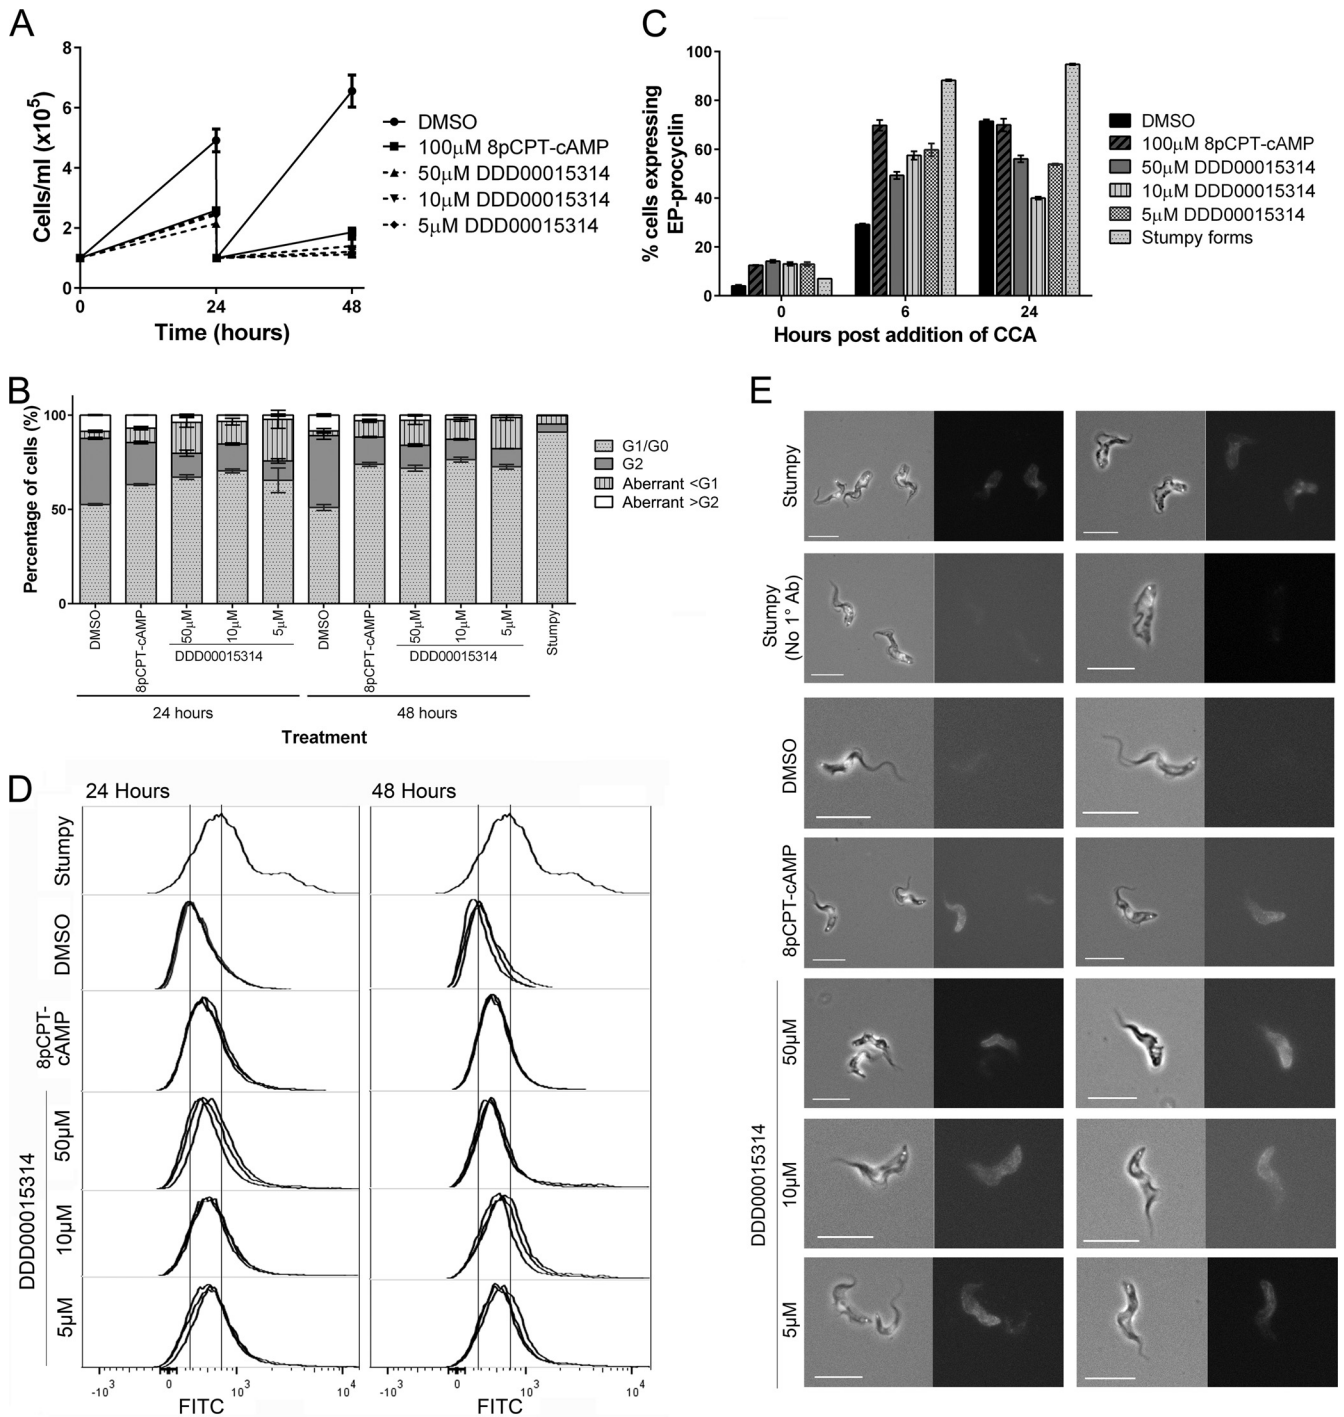 A
8
6
4
2
0
Cells/ml (x10⁵)
0
24
48
Time (hours)
DMSO
100μM 8pCPT-cAMP
50μM DDD00015314
10μM DDD00015314
5μM DDD00015314
C
100
80
60
40
20
0
% cells expressing
EP-procyclin
0
6
24
Hours post addition of CCA
DMSO
100μM 8pCPT-cAMP
50μM DDD00015314
10μM DDD00015314
5μM DDD00015314
Stumpy forms
B
100
50
0
Percentage of cells (%)
G1/G0
G2
Aberrant <G1
Aberrant >G2
DMSO
8pCPT-cAMP
50μM
10μM
5μM
DMSO
8pCPT-cAMP
50μM
10μM
5μM
Stumpy
DDD00015314
DDD00015314
24 hours
48 hours
Treatment
D
24 Hours
48 Hours
Stumpy
DMSO
8pCPT-
cAMP
50μM
10μM
5μM
DDD00015314
-10³
0
10³
10⁴
FITC
-10³
0
10³
10⁴
FITC
E
Stumpy
Stumpy
(No 1° Ab)
DMSO
8pCPT-cAMP
50μM
10μM
5μM
DDD00015314